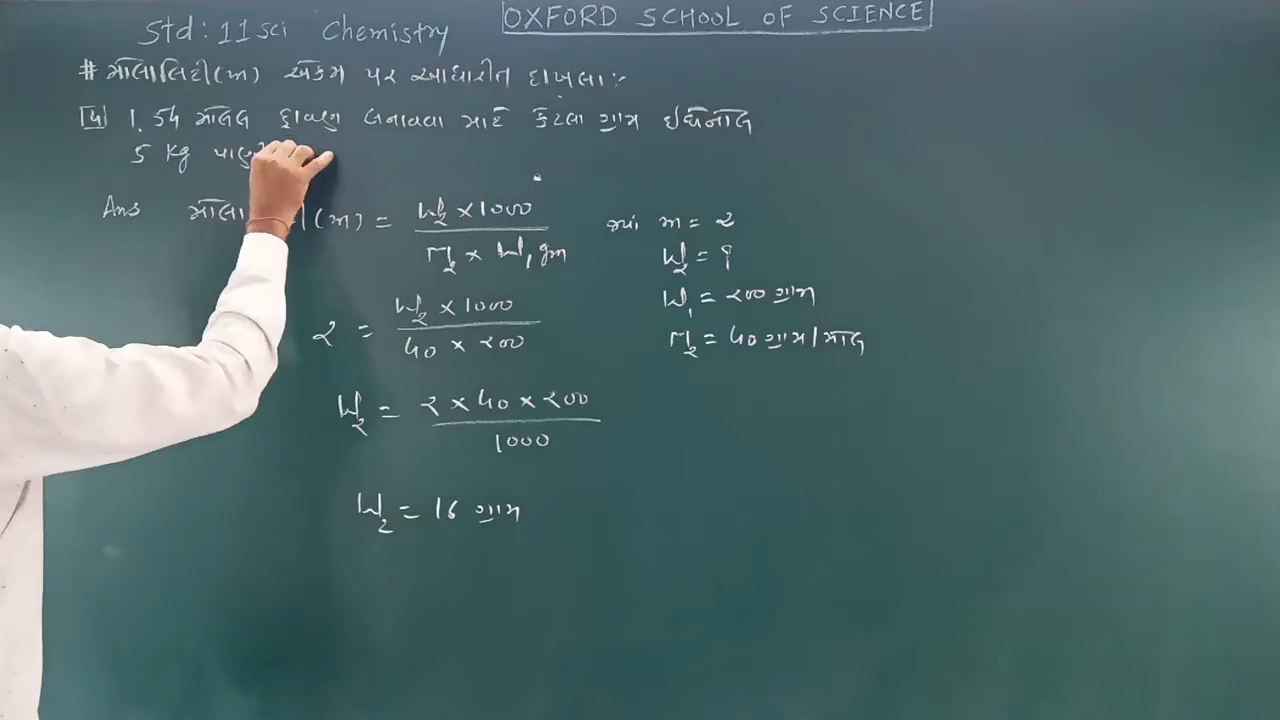 OXFORD SCHOOL OF SCIENCE
Std: 11 sci Chemistry
# મોલાલિટી (m) એકમ પર આધારીત દાખલા :-
[૫] 1.54 મોલલ દ્રાવણ બનાવવા માટે કેટલા ગ્રામ ઇથેનોલ
5 Kg
Ans (m) = W₂ x 1000 / M₂ x W₁ gm
m = ૨
W₂ = ?
W₁ = ૨૦૦ ગ્રામ
M₂ = ૪૦ ગ્રામ/મોલ
૨ = W₂ x 1000 / ૪૦ x ૨૦૦
W₂ = ૨ x ૪૦ x ૨૦૦ / 1000
W₂ = 16 ગ્રામ